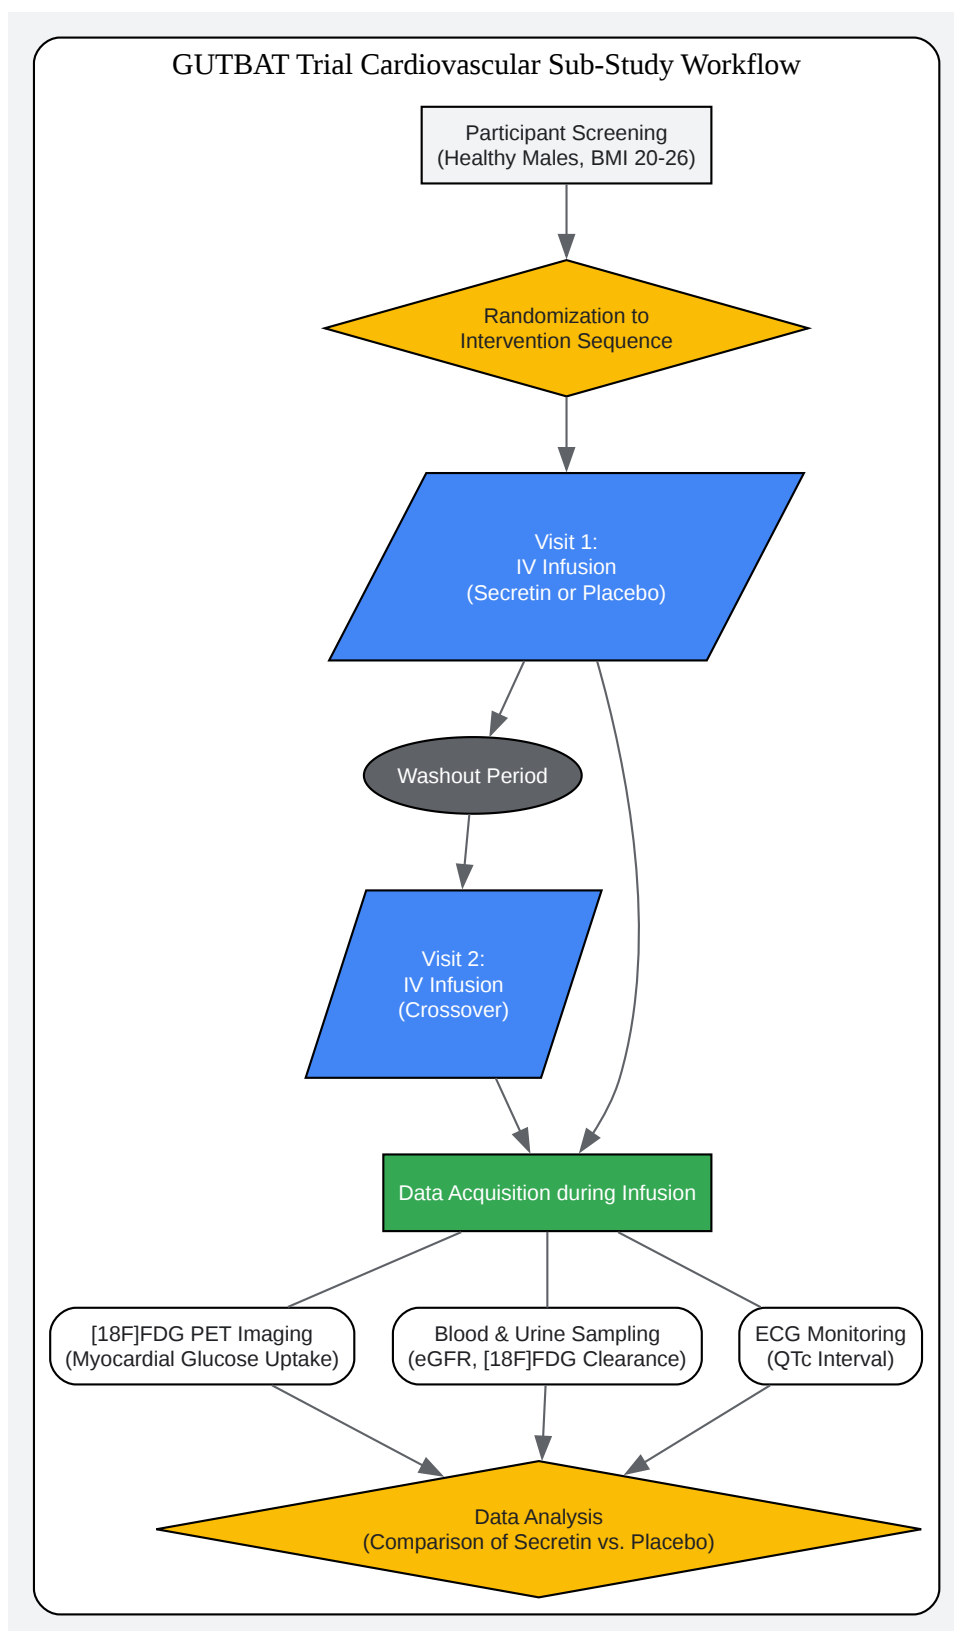 GUTBAT Trial Cardiovascular Sub-Study Workflow
Participant Screening
(Healthy Males, BMI 20-26)
Randomization to
Intervention Sequence
Visit 1:
IV Infusion
(Secretin or Placebo)
Washout Period
Visit 2:
IV Infusion
(Crossover)
Data Acquisition during Infusion
[18F]FDG PET Imaging
(Myocardial Glucose Uptake)
Blood & Urine Sampling
(eGFR, [18F]FDG Clearance)
ECG Monitoring
(QTc Interval)
Data Analysis
(Comparison of Secretin vs. Placebo)